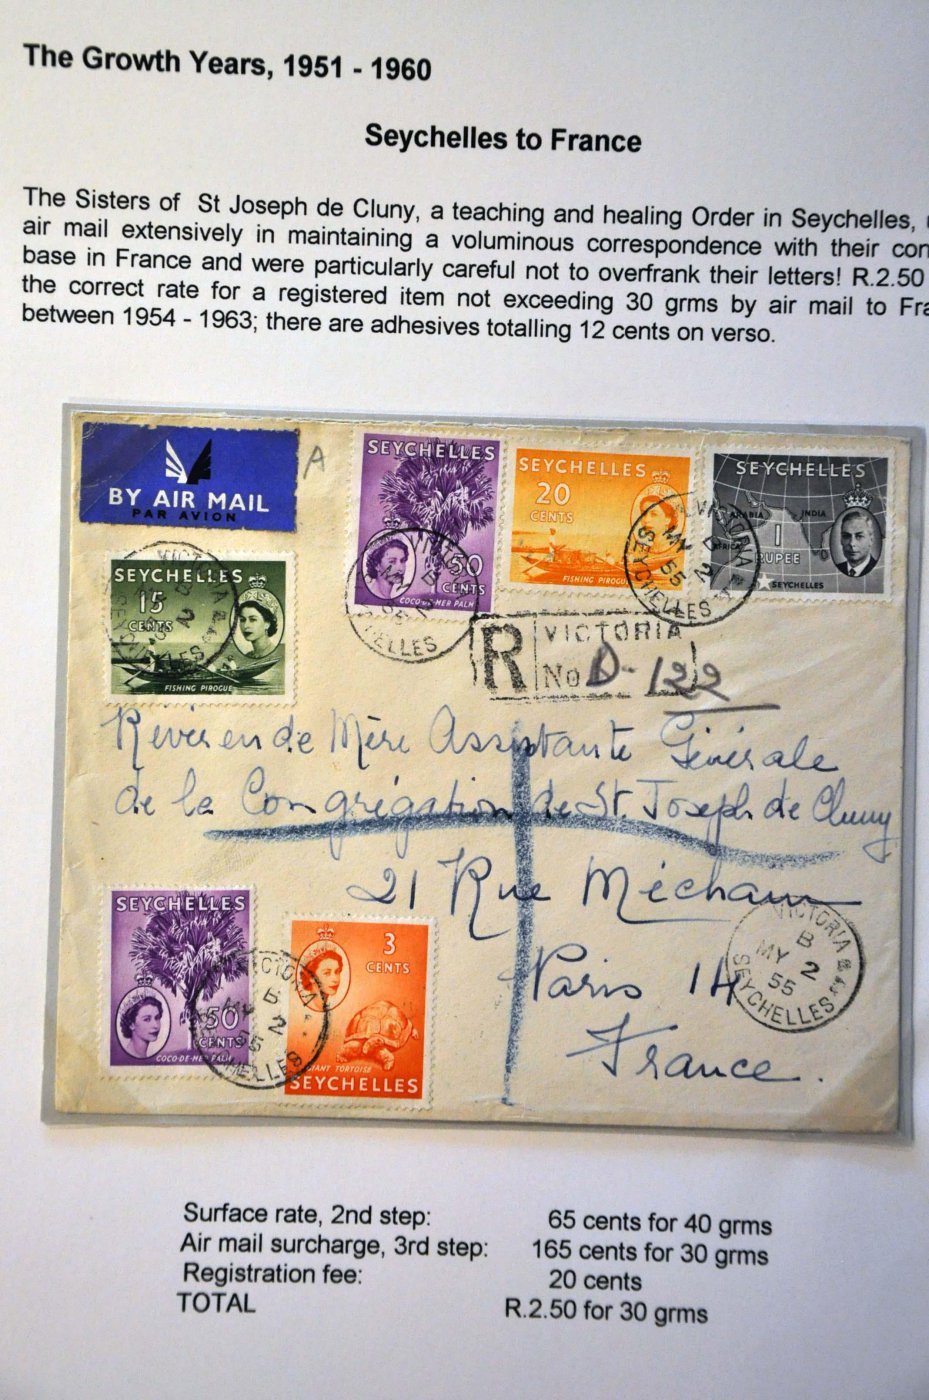 The Growth Years, 1951 - 1960
Seychelles to France
The Sisters of St Joseph de Cluny, a teaching and healing Order in Seychelles,
air mail extensively in maintaining a voluminous correspondence with their
base in France and were particularly careful not to overfrank their letters! R.2.50
the correct rate for a registered item not exceeding 30 grms by air mail to
between 1954 - 1963; there are adhesives totalling 12 cents on verso.
BY AIR MAIL
PAR AVION
A
SEYCHELLES
50
CENTS
COCO-DE-MER PALM
SEYCHELLES
20
CENTS
FISHING PIROGUE
SEYCHELLES
ARABIA
INDIA
AFRICA
1
RUPEE
SEYCHELLES
VICTORIA
B
MY 2
55
SEYCHELLES
SEYCHELLES
15
CENTS
FISHING PIROGUE
R
VICTORIA
No D-122
Révérende Mère Assistante Générale
de la Congrégation de St Joseph de Cluny
21 Rue Méchain
Paris 14
France.
SEYCHELLES
50
CENTS
COCO-DE-MER PALM
3
CENTS
GIANT TORTOISE
SEYCHELLES
VICTORIA
B
MY 2
55
SEYCHELLES
Surface rate, 2nd step: 65 cents for 40 grms
Air mail surcharge, 3rd step: 165 cents for 30 grms
Registration fee: 20 cents
TOTAL R.2.50 for 30 grms